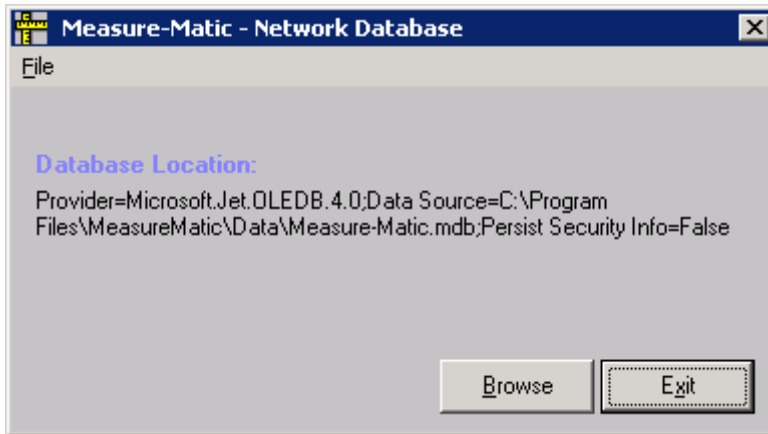 Measure-Matic - Network Database
File
Database Location:
Provider=Microsoft.Jet.OLEDB.4.0;Data Source=C:\Program
Files\MeasureMatic\Data\Measure-Matic.mdb;Persist Security Info=False
Browse
Exit